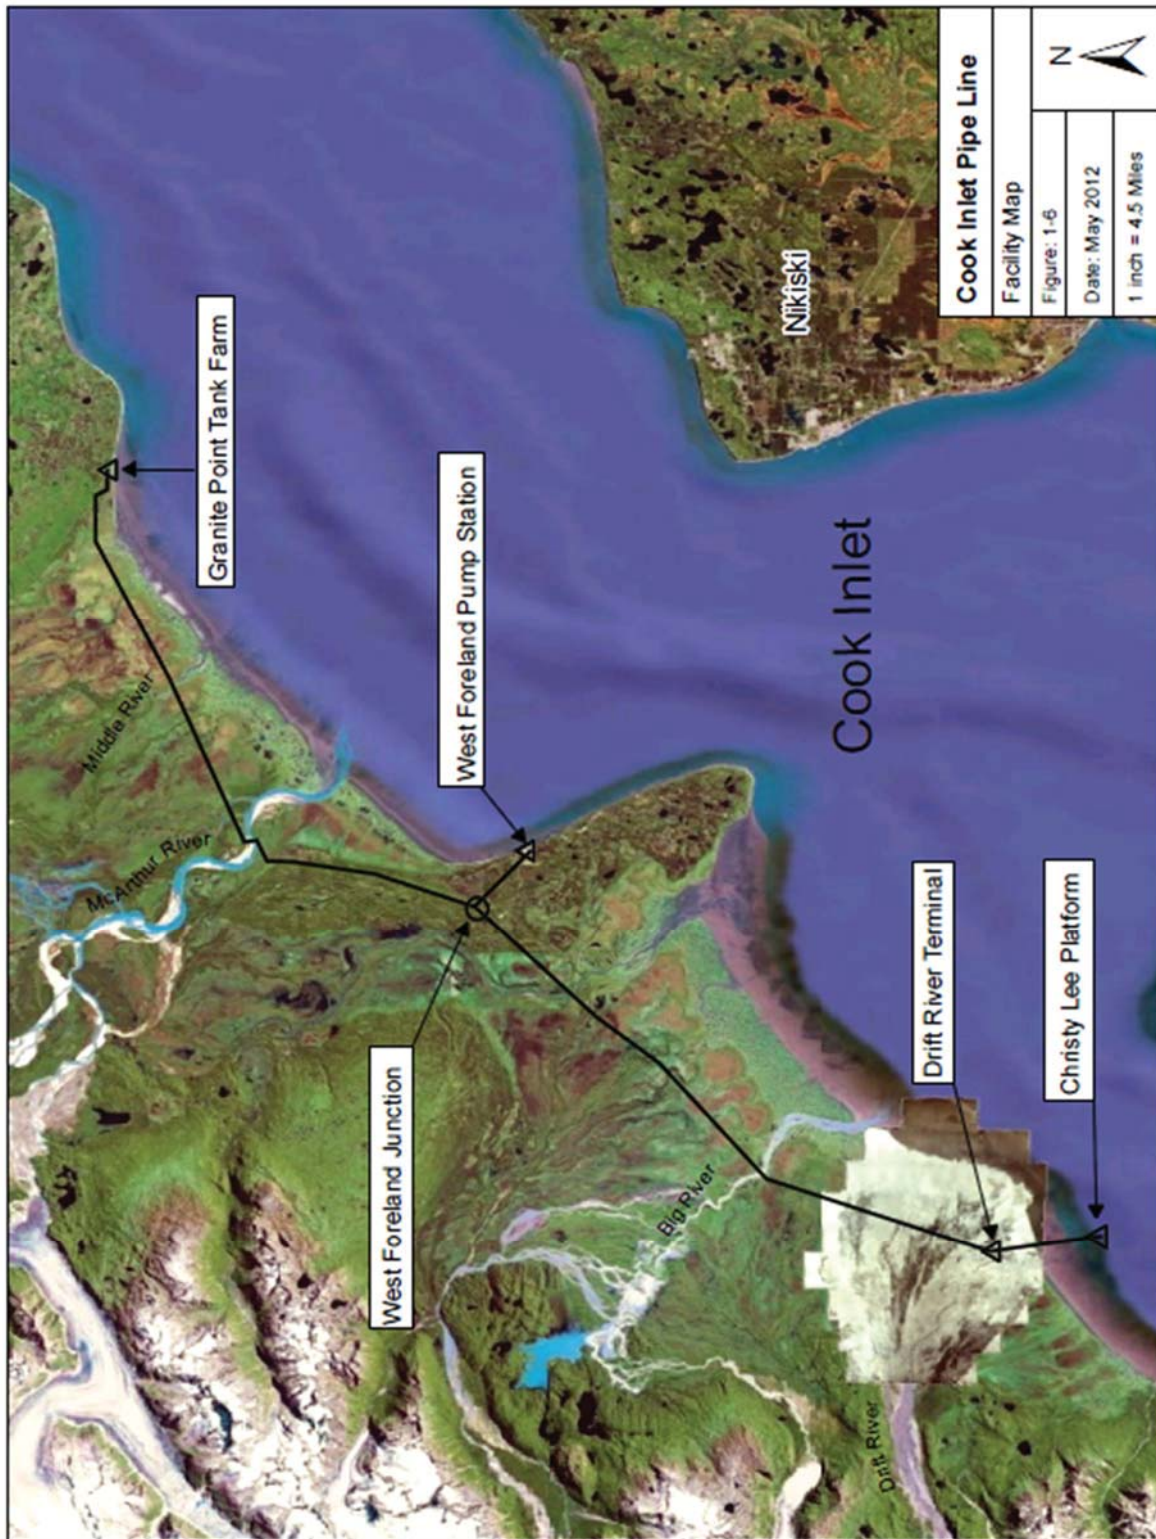 Granite Point Tank Farm
Middle River
McArthur River
West Foreland Pump Station
West Foreland Junction
Nikiski
Cook Inlet
Big River
Drift River Terminal
Christy Lee Platform
Drift River
Cook Inlet Pipe Line
Facility Map
Figure: 1-6
Date: May 2012
1 inch = 4.5 Miles
N